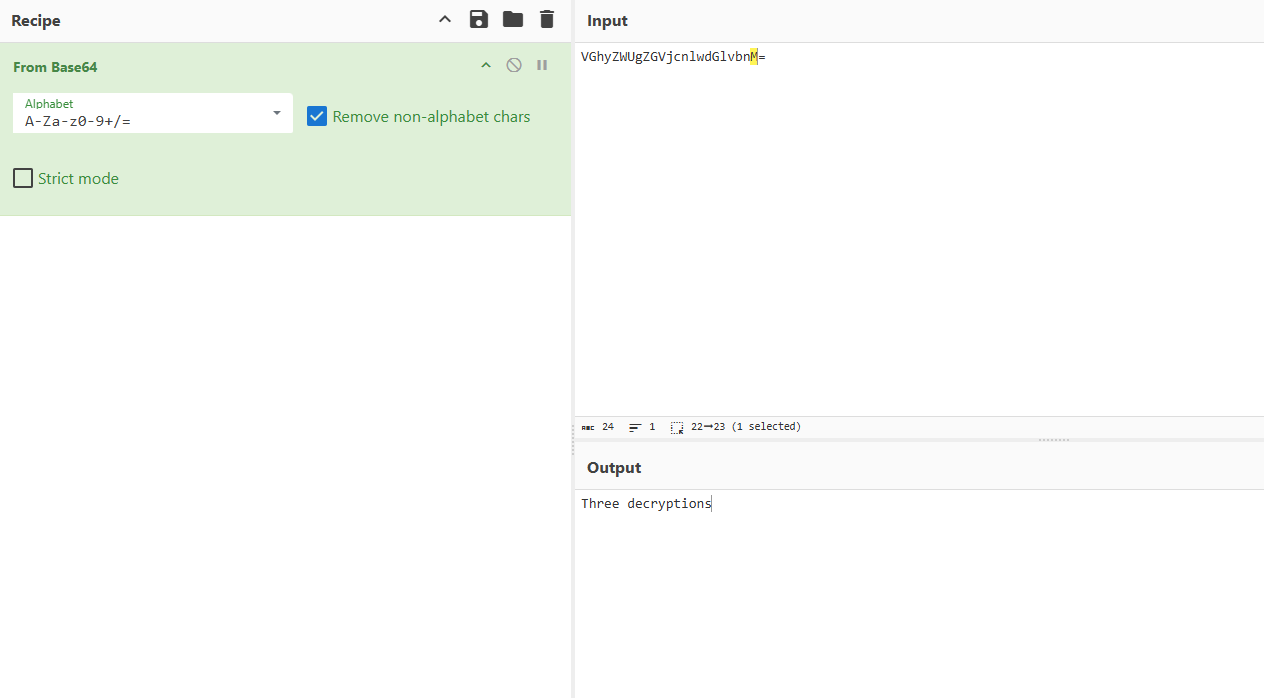 Recipe
From Base64
Alphabet
A-Za-z0-9+/=
Remove non-alphabet chars
Strict mode
Input
VGhyZWUgZGVjcnlwdGlvbnM=
ABC 24 1 22→23 (1 selected)
Output
Three decryptions